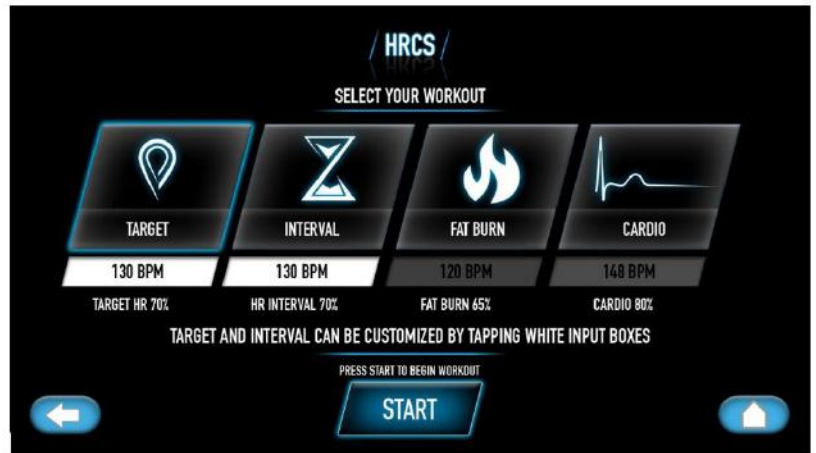 / HRCS /
SELECT YOUR WORKOUT
TARGET INTERVAL FAT BURN CARDIO
130 BPM 130 BPM 120 BPM 148 BPM
TARGET HR 70% HR INTERVAL 70% FAT BURN 65% CARDIO 80%
TARGET AND INTERVAL CAN BE CUSTOMIZED BY TAPPING WHITE INPUT BOXES
PRESS START TO BEGIN WORKOUT
START